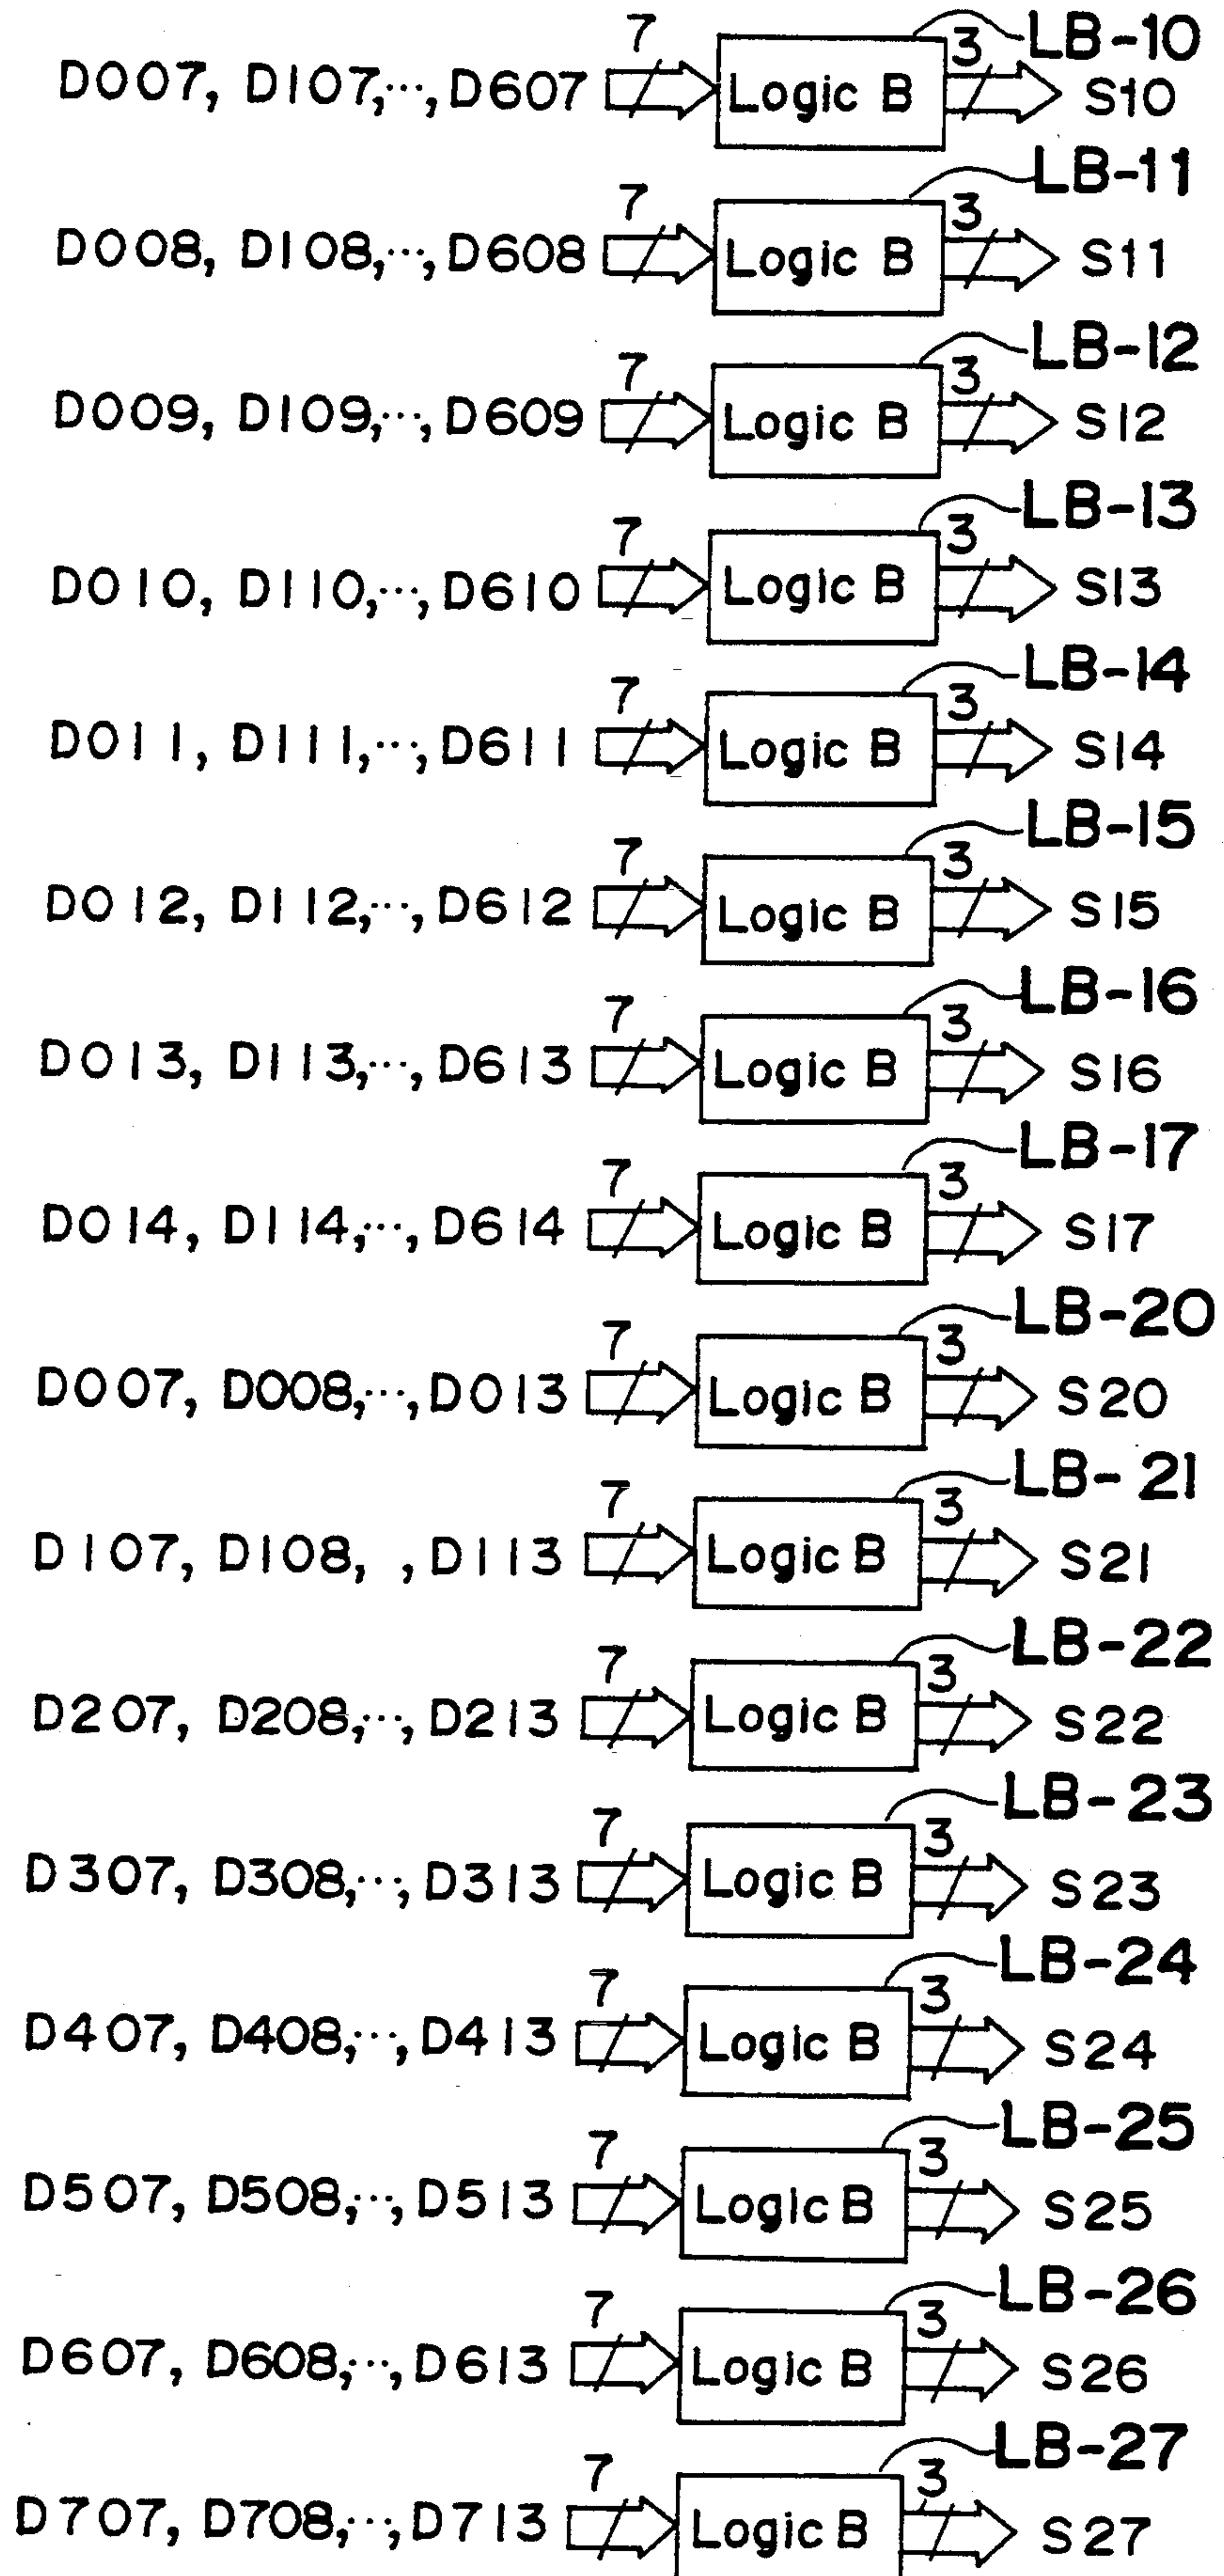 7 3 LB-10
D007, D107,···, D607 Logic B S10
7 3 LB-11
D008, D108,···, D608 Logic B S11
7 3 LB-12
D009, D109,···, D609 Logic B S12
7 3 LB-13
D010, D110,···, D610 Logic B S13
7 3 LB-14
D011, D111,···, D611 Logic B S14
7 3 LB-15
D012, D112,···, D612 Logic B S15
7 3 LB-16
D013, D113,···, D613 Logic B S16
7 3 LB-17
D014, D114,···, D614 Logic B S17
7 3 LB-20
D007, D008,···, D013 Logic B S20
7 3 LB-21
D107, D108, , D113 Logic B S21
7 3 LB-22
D207, D208,···, D213 Logic B S22
7 3 LB-23
D307, D308,···, D313 Logic B S23
7 3 LB-24
D407, D408,···, D413 Logic B S24
7 3 LB-25
D507, D508,···, D513 Logic B S25
7 3 LB-26
D607, D608,···, D613 Logic B S26
7 3 LB-27
D707, D708,···, D713 Logic B S27